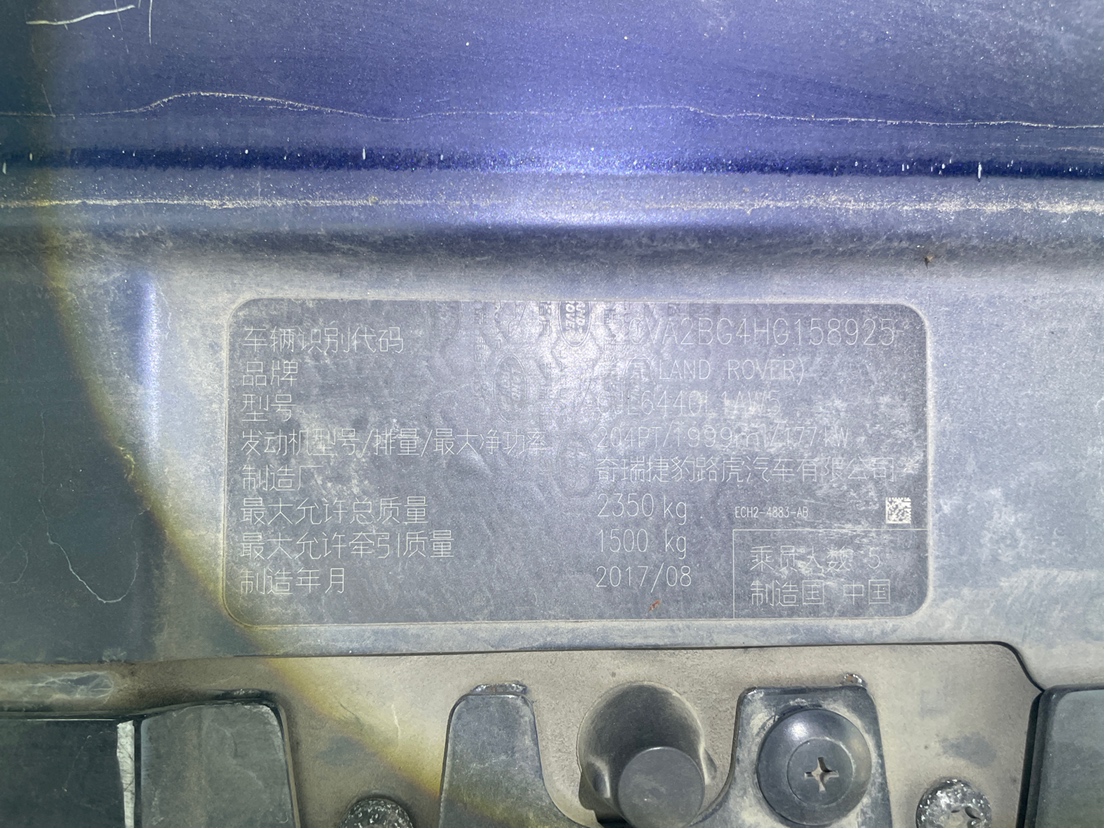 车辆识别代码 VA2BG4HG158925
品牌 LAND ROVER)
型号
发动机型号/排量/最大净功率 204PT/1999ml/177kW
制造厂 奇瑞捷豹路虎汽车有限公司
最大允许总质量 2350 kg ECH2-4883-AB
最大允许牵引质量 1500 kg
制造年月 2017/08
乘员人数 5
制造国 中国